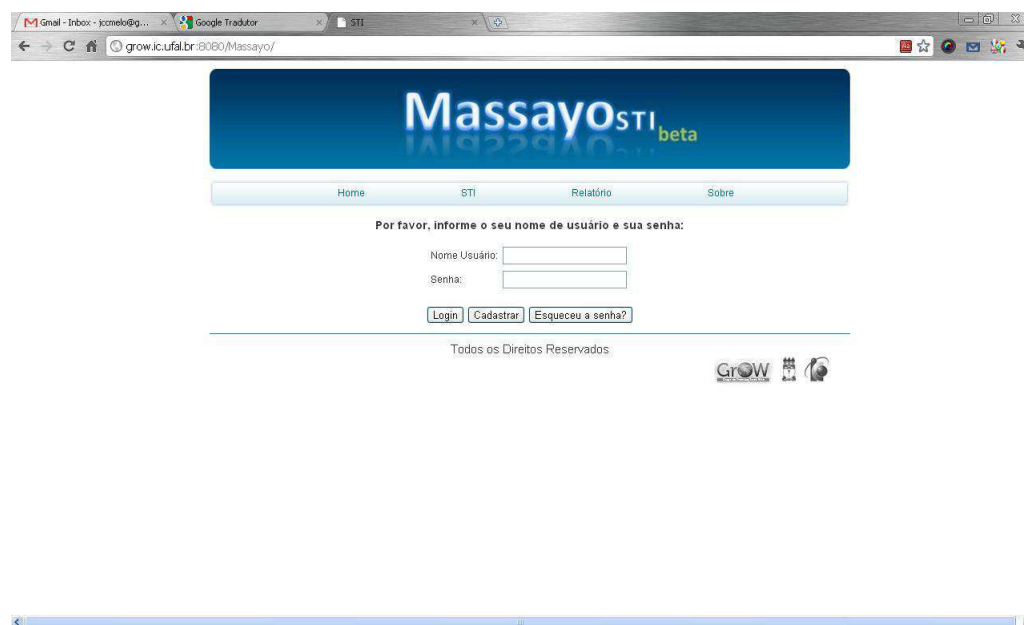 Gmail - Inbox - jccmelo@g...
Google Tradutor
STI
grow.ic.ufal.br:8080/Massayo/
Massayo STI beta
Home STI Relatório Sobre
Por favor, informe o seu nome de usuário e sua senha:
Nome Usuário:
Senha:
Login Cadastrar Esqueceu a senha?
Todos os Direitos Reservados
GrOW